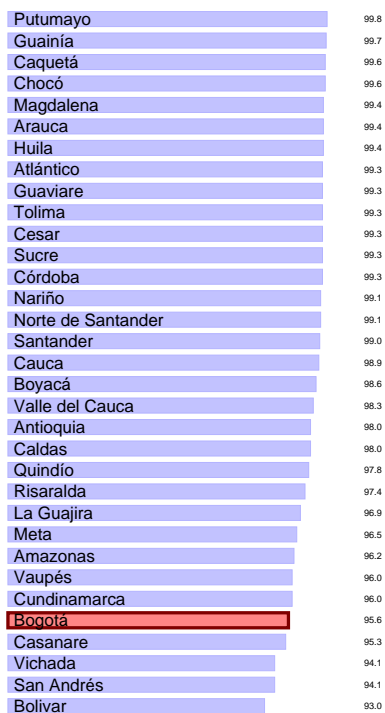 Putumayo 99.8
Guainía 99.7
Caquetá 99.6
Chocó 99.6
Magdalena 99.4
Arauca 99.4
Huila 99.4
Atlántico 99.3
Guaviare 99.3
Tolima 99.3
Cesar 99.3
Sucre 99.3
Córdoba 99.3
Nariño 99.1
Norte de Santander 99.1
Santander 99.0
Cauca 98.9
Boyacá 98.6
Valle del Cauca 98.3
Antioquia 98.0
Caldas 98.0
Quindío 97.8
Risaralda 97.4
La Guajira 96.9
Meta 96.5
Amazonas 96.2
Vaupés 96.0
Cundinamarca 96.0
Bogotá 95.6
Casanare 95.3
Vichada 94.1
San Andrés 94.1
Bolivar 93.0